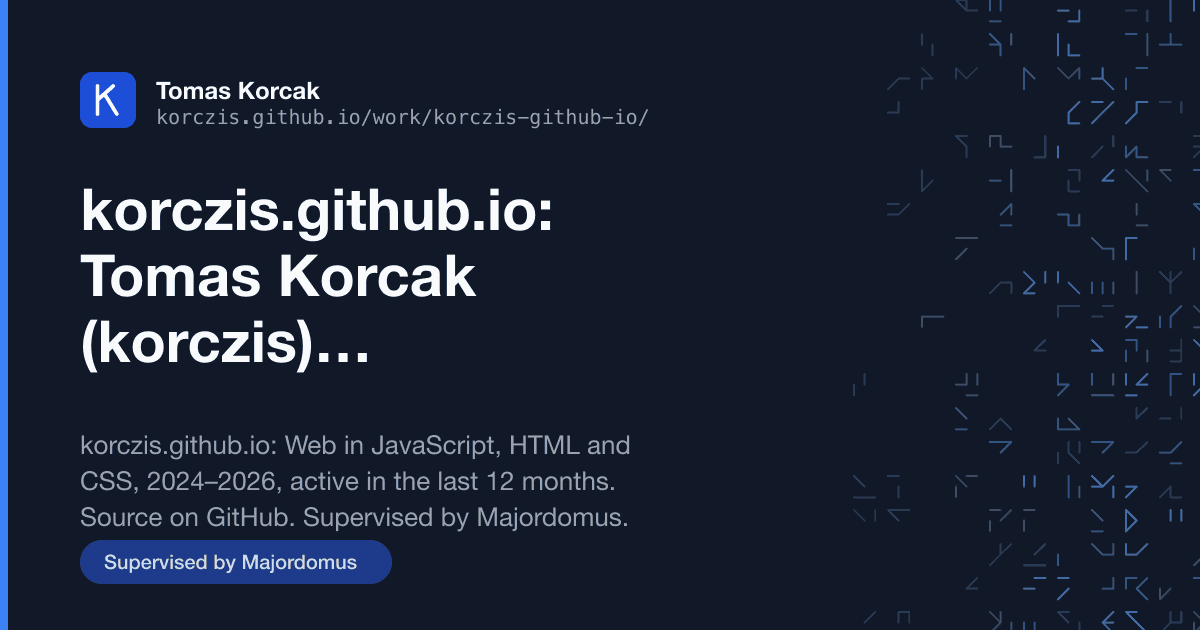 K
Tomas Korcak
korczis.github.io/work/korczis-github-io/
korczis.github.io:
Tomas Korcak
(korczis)…
korczis.github.io: Web in JavaScript, HTML and
CSS, 2024–2026, active in the last 12 months.
Source on GitHub. Supervised by Majordomus.
Supervised by Majordomus